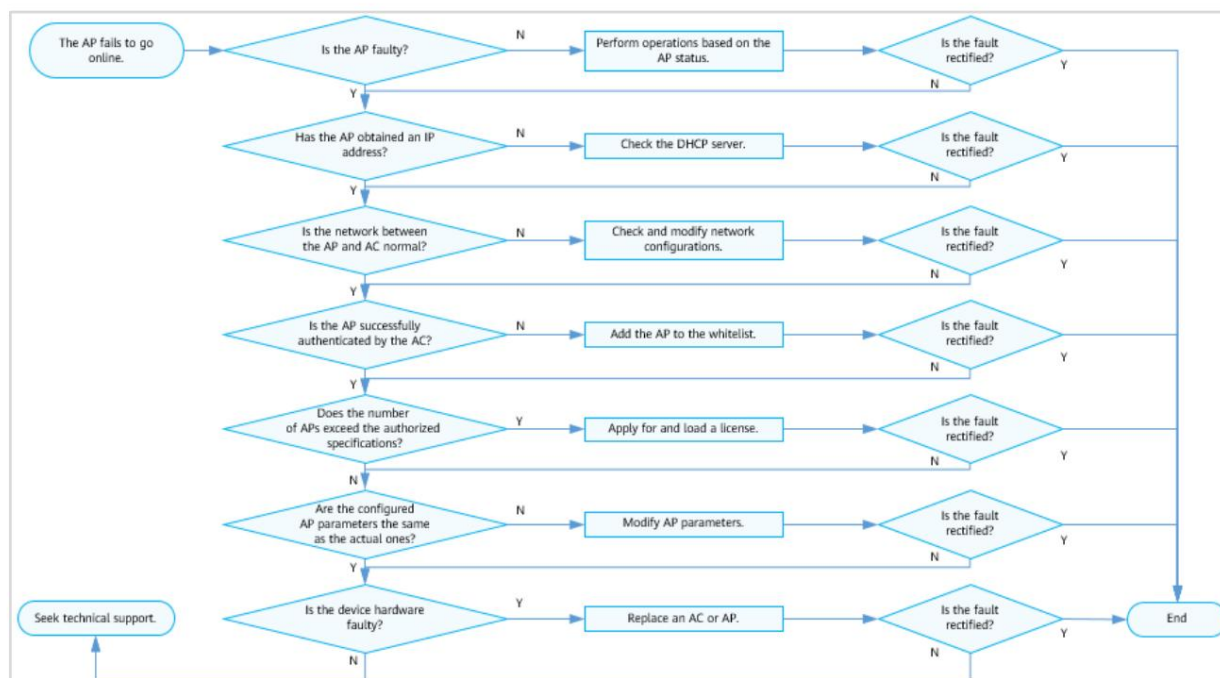 The AP fails to go
online.
Is the AP faulty?
N
Perform operations based on the
AP status.
Is the fault
rectified?
Y
N
Y
Has the AP obtained an IP
address?
N
Check the DHCP server.
Is the fault
rectified?
Y
N
Y
Is the network between
the AP and AC normal?
N
Check and modify network
configurations.
Is the fault
rectified?
Y
N
Y
Is the AP successfully
authenticated by the AC?
N
Add the AP to the whitelist.
Is the fault
rectified?
Y
N
Y
Does the number
of APs exceed the authorized
specifications?
Y
Apply for and load a license.
Is the fault
rectified?
Y
N
N
Are the configured
AP parameters the same
as the actual ones?
N
Modify AP parameters.
Is the fault
rectified?
Y
N
Y
Seek technical support.
Is the device hardware
faulty?
Y
Replace an AC or AP.
Is the fault
rectified?
Y
End
N
N